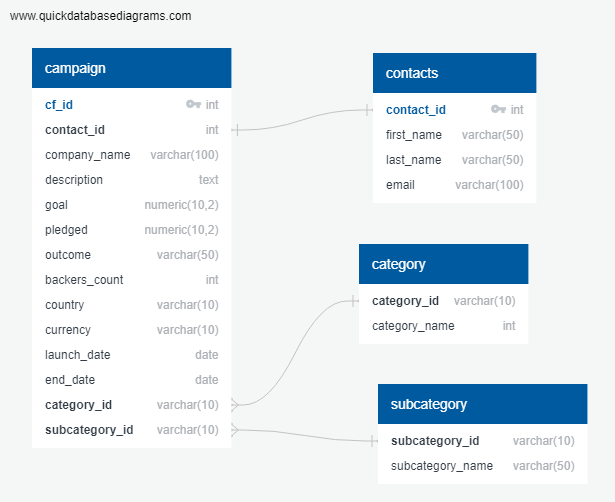 www.quickdatabasediagrams.com
campaign
cf_id int
contact_id int
company_name varchar(100)
description text
goal numeric(10,2)
pledged numeric(10,2)
outcome varchar(50)
backers_count int
country varchar(10)
currency varchar(10)
launch_date date
end_date date
category_id varchar(10)
subcategory_id varchar(10)
contacts
contact_id int
first_name varchar(50)
last_name varchar(50)
email varchar(100)
category
category_id varchar(10)
category_name int
subcategory
subcategory_id varchar(10)
subcategory_name varchar(50)